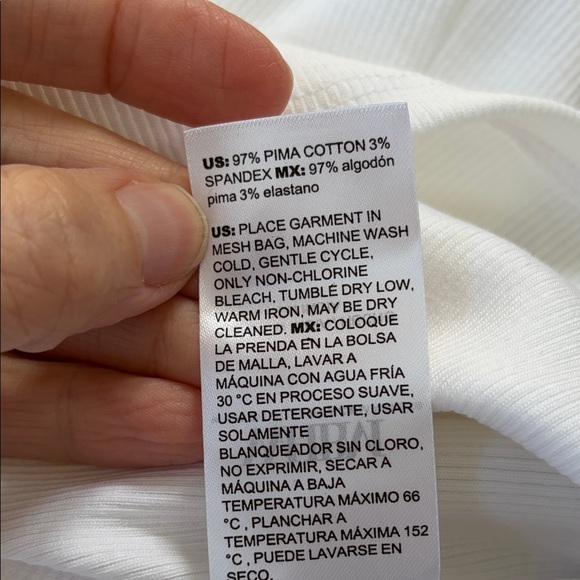 US: 97% PIMA COTTON 3%
SPANDEX MX: 97% algodón
pima 3% elastano
US: PLACE GARMENT IN
MESH BAG, MACHINE WASH
COLD, GENTLE CYCLE,
ONLY NON-CHLORINE
BLEACH, TUMBLE DRY LOW,
WARM IRON, MAY BE DRY
CLEANED. MX: COLOQUE
LA PRENDA EN LA BOLSA
DE MALLA, LAVAR A
MÁQUINA CON AGUA FRÍA
30 °C EN PROCESO SUAVE,
USAR DETERGENTE, USAR
SOLAMENTE
BLANQUEADOR SIN CLORO,
NO EXPRIMIR, SECAR A
MÁQUINA A BAJA
TEMPERATURA MÁXIMO 66
°C , PLANCHAR A
TEMPERATURA MÁXIMA 152
°C , PUEDE LAVARSE EN
SECO.